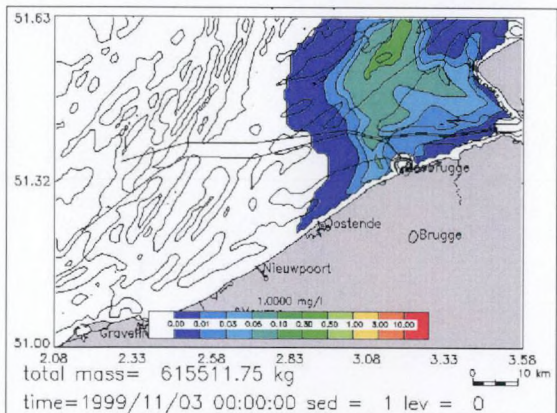 51.63
51.32
51.00
Oostende
Brugge
Nieuwpoort
1.0000 mg/l
0.00 0.01 0.03 0.05 0.10 0.30 0.50 1.00 3.00 10.00
2.08 2.33 2.58 2.83 3.08 3.33 3.58
0 10 km
total mass= 615511.75 kg
time=1999/11/03 00:00:00 sed = 1 lev = 0